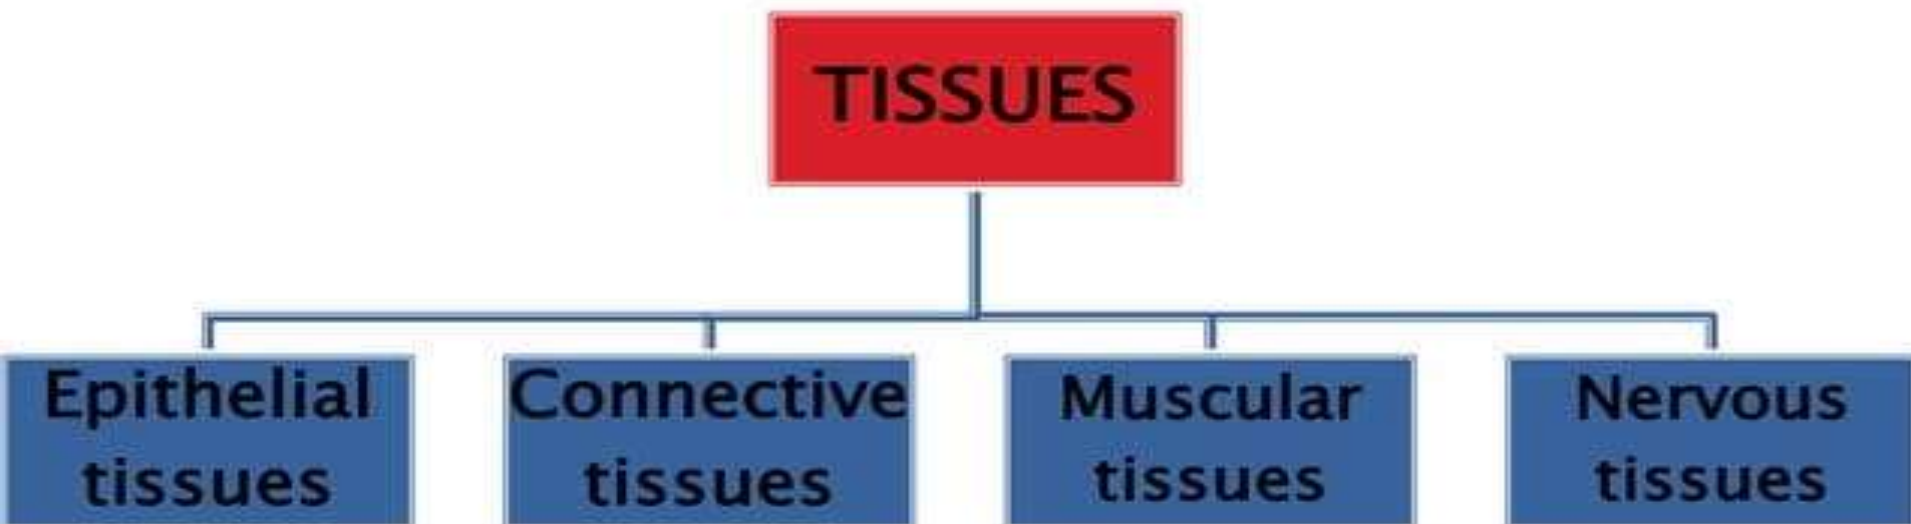 TISSUES
Epithelial
tissues
Connective
tissues
Muscular
tissues
Nervous
tissues